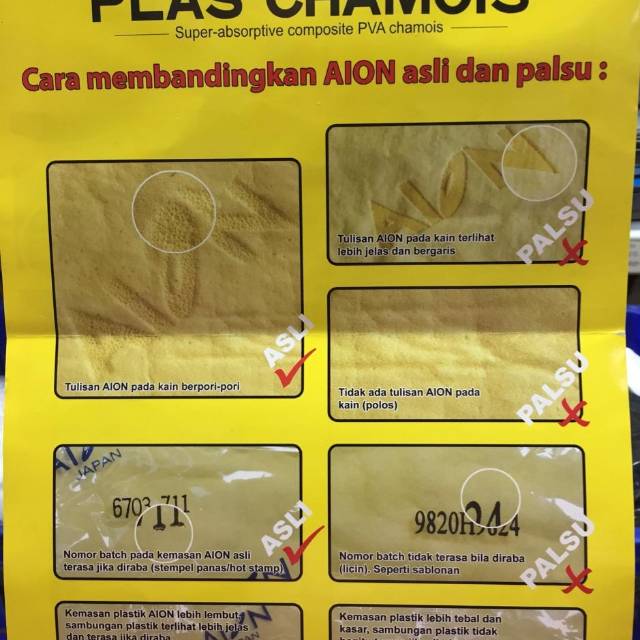 PLAS CHAMOIS
Super-absorptive composite PVA chamois
Cara membandingkan AION asli dan palsu :
AION
Tulisan AION pada kain terlihat
lebih jelas dan bergaris
PALSU
AION
Tulisan AION pada kain berpori-pori
ASLI
Tidak ada tulisan AION pada
kain (polos)
PALSU
JAPAN
6703 711
Nomor batch pada kemasan AION asli
terasa jika diraba (stempel panas/hot stamp)
ASLI
9820H9424
Nomor batch tidak terasa bila diraba
(licin). Seperti sablonan
PALSU
Kemasan plastik AION lebih lembut,
sambungan plastik terlihat lebih jelas
dan terasa jika diraba
Kemasan plastik lebih tebal dan
kasar, sambungan plastik tidak